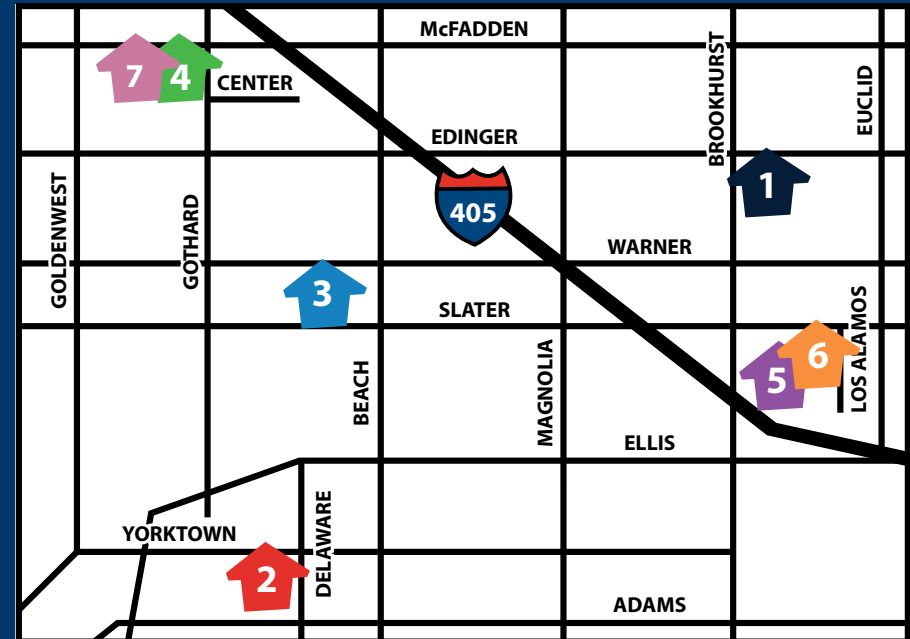 McFADDEN
7
4
CENTER
BROOKHURST
EUCLID
EDINGER
1
405
GOLDENWEST
GOTHARD
WARNER
3
SLATER
LOS ALAMOS
6
5
BEACH
MAGNOLIA
ELLIS
YORKTOWN
DELAWARE
2
ADAMS